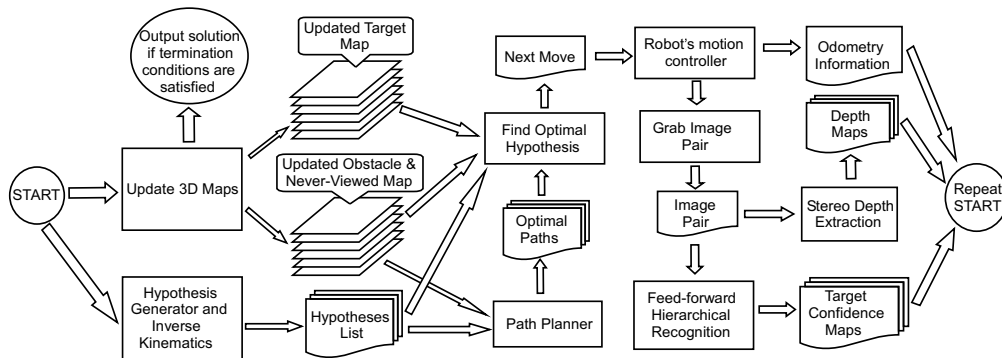 Output solution
if termination
conditions are
satisfied
Updated Target
Map
Next Move
Robot's motion
controller
Odometry
Information
Grab Image
Pair
Depth
Maps
Find Optimal
Hypothesis
START
Update 3D Maps
Updated Obstacle &
Never-Viewed Map
Optimal
Paths
Image
Pair
Stereo Depth
Extraction
Repeat
START
Hypothesis
Generator and
Inverse
Kinematics
Hypotheses
List
Path Planner
Feed-forward
Hierarchical
Recognition
Target
Confidence
Maps